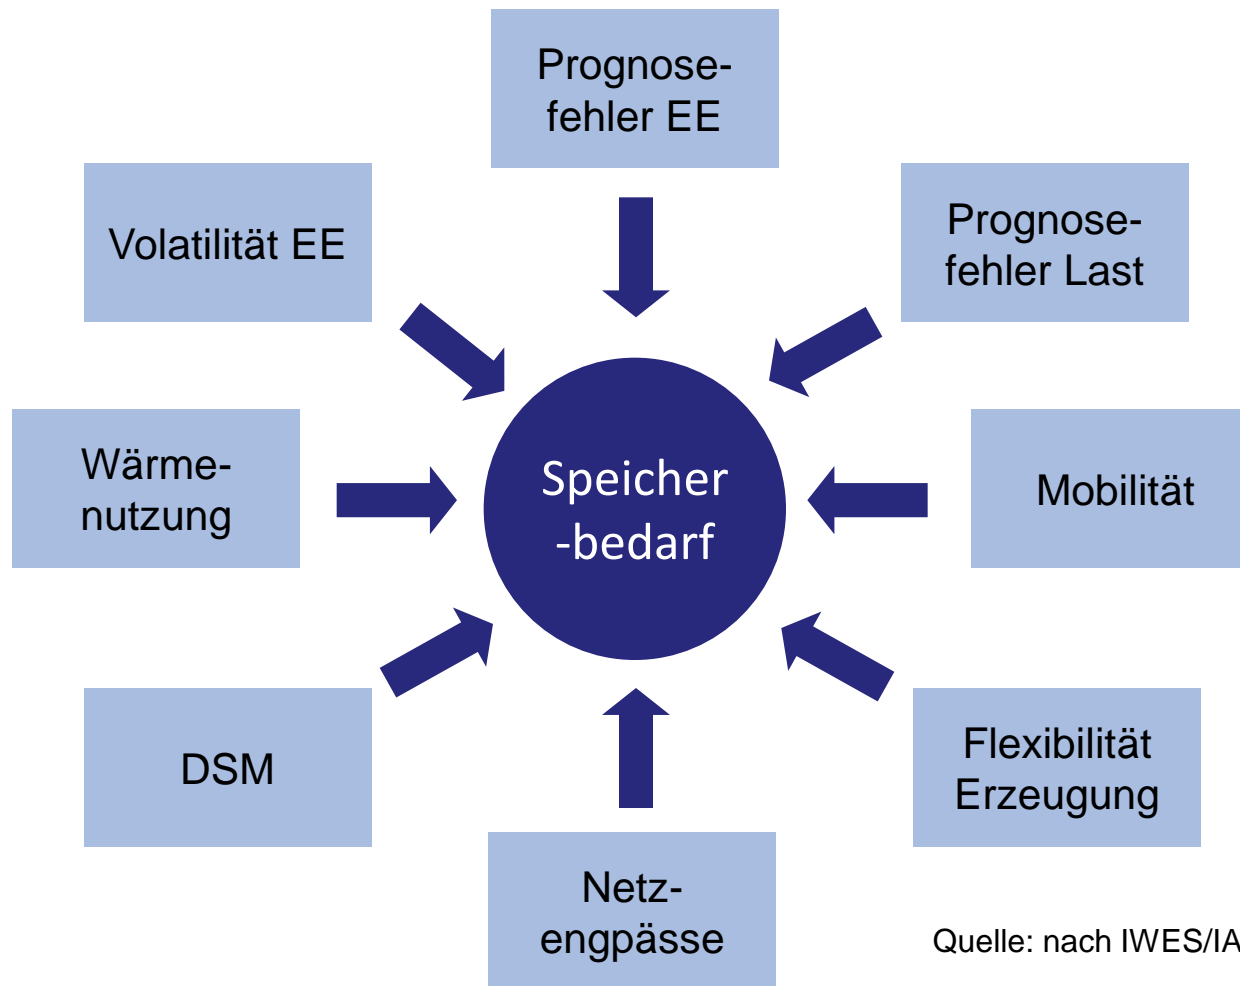 Prognose-
fehler EE
Volatilität EE
Prognose-
fehler Last
Wärme-
nutzung
Speicher
-bedarf
Mobilität
DSM
Flexibilität
Erzeugung
Netz-
engpässe
Quelle: nach IWES/IA